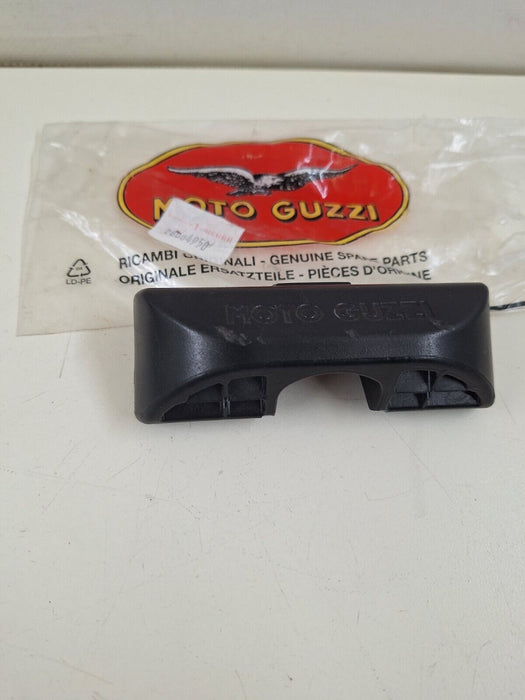 MOTO GUZZI
RICAMBI ORIGINALI - GENUINE SPARE PARTS
ORIGINALE ERSATZTEILE - PIÈCES D'ORIGINE
LD-PE
MOTO GUZZI